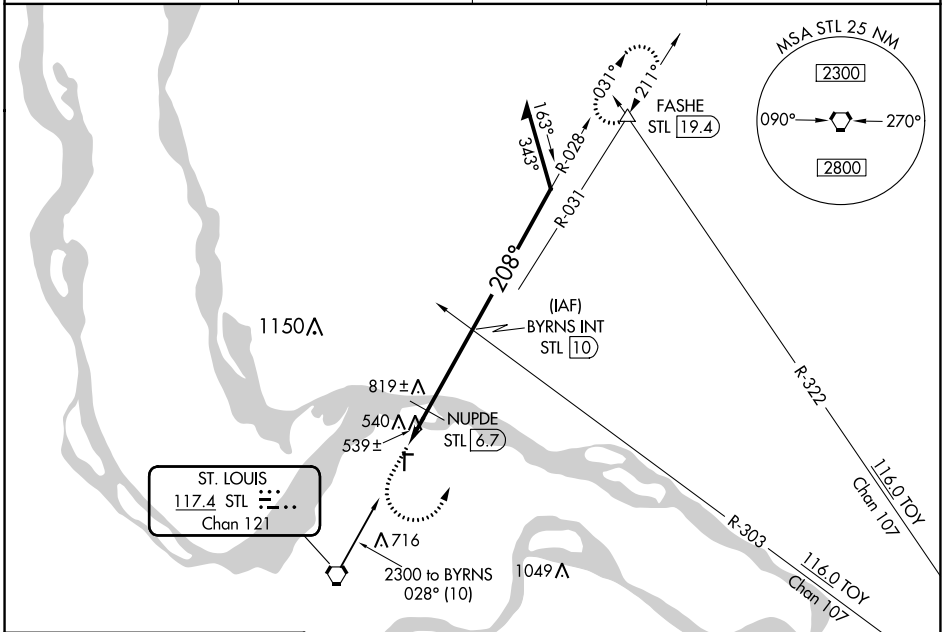 MSA STL 25 NM
2300
090°
270°
2800
031°
211°
FASHE
STL 19.4
163°
343°
R-028
R-031
208°
(IAF)
BYRNS INT
STL 10
1150
R-322
819±
540
539±
NUPDE
STL 6.7
116.0 TOY
Chan 107
ST. LOUIS
117.4 STL
Chan 121
R-303
716
2300 to BYRNS
028° (10)
1049
116.0 TOY
Chan 107